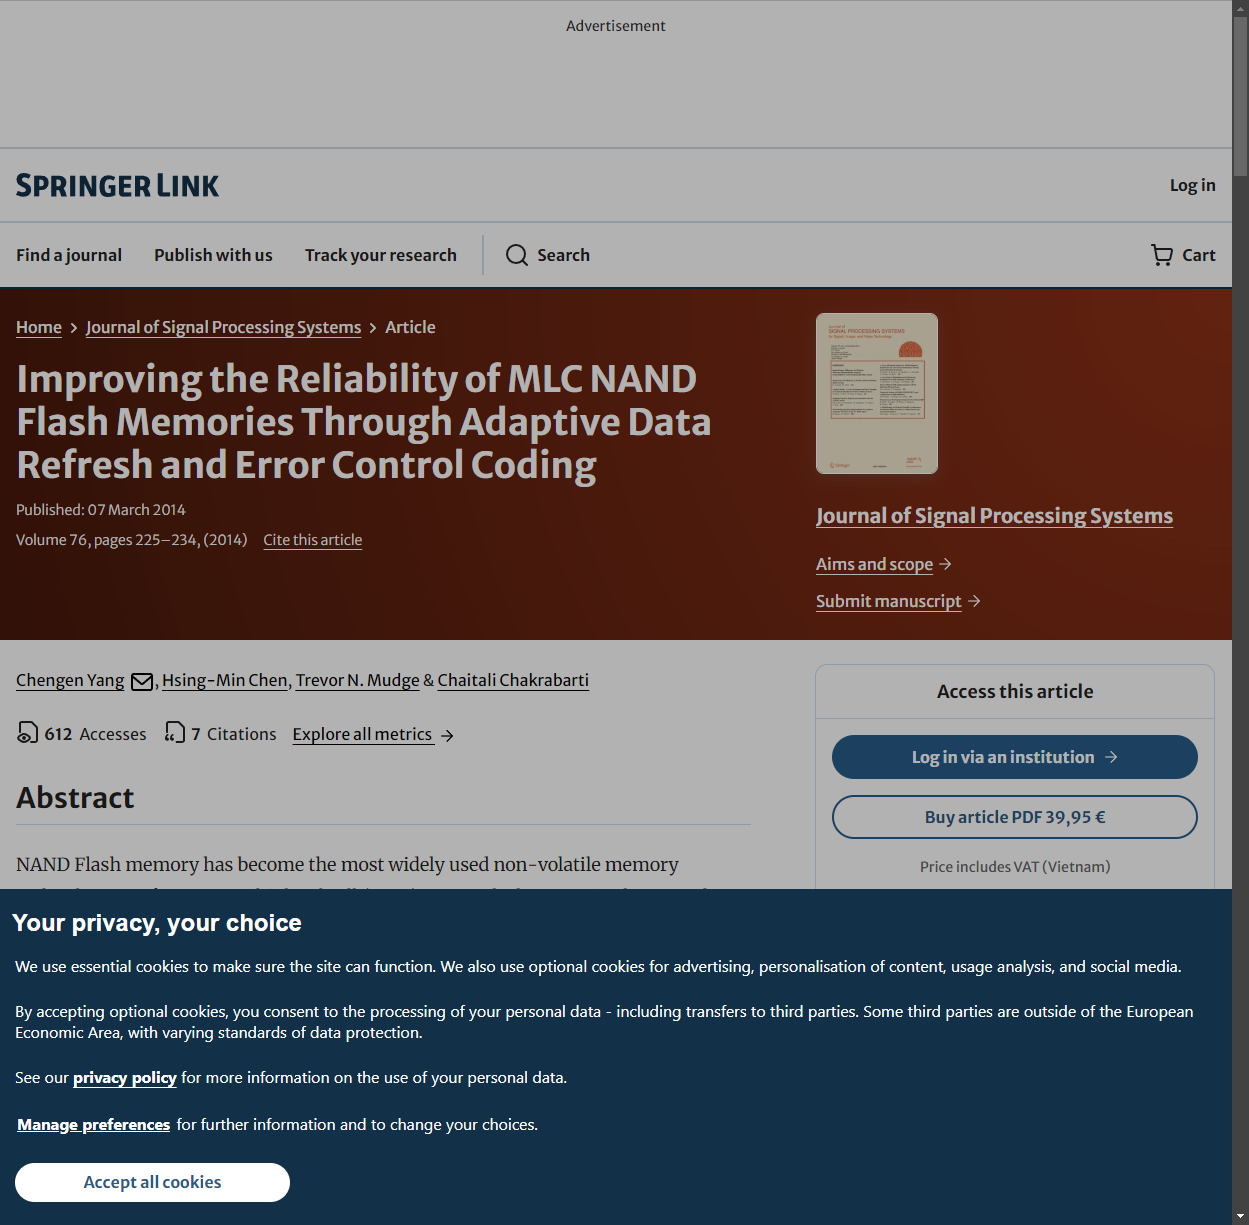 Advertisement
SPRINGER LINK
Log in
Find a journal
Publish with us
Track your research
Search
Cart
Home > Journal of Signal Processing Systems > Article
Improving the Reliability of MLC NAND
Flash Memories Through Adaptive Data
Refresh and Error Control Coding
Published: 07 March 2014
Volume 76, pages 225–234, (2014) Cite this article
SIGNAL PROCESSING SYSTEMS
Journal of Signal Processing Systems
Aims and scope →
Submit manuscript →
Chengen Yang, Hsing-Min Chen, Trevor N. Mudge & Chaitali Chakrabarti
612 Accesses 7 Citations Explore all metrics →
Abstract
NAND Flash memory has become the most widely used non-volatile memory
Access this article
Log in via an institution →
Buy article PDF 39,95 €
Price includes VAT (Vietnam)
Your privacy, your choice
We use essential cookies to make sure the site can function. We also use optional cookies for advertising, personalisation of content, usage analysis, and social media.
By accepting optional cookies, you consent to the processing of your personal data - including transfers to third parties. Some third parties are outside of the European
Economic Area, with varying standards of data protection.
See our privacy policy for more information on the use of your personal data.
Manage preferences for further information and to change your choices.
Accept all cookies